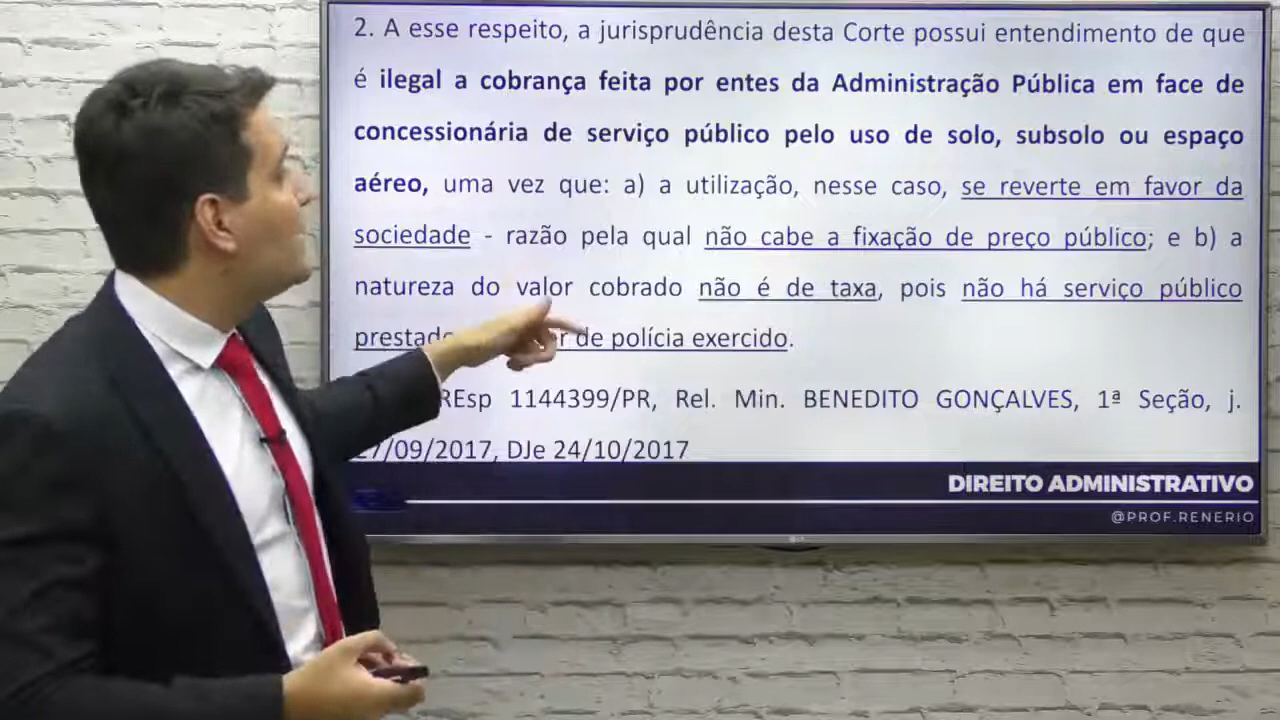 2. A esse respeito, a jurisprudência desta Corte possui entendimento de que
é ilegal a cobrança feita por entes da Administração Pública em face de
concessionária de serviço público pelo uso de solo, subsolo ou espaço
aéreo, uma vez que: a) a utilização, nesse caso, se reverte em favor da
sociedade - razão pela qual não cabe a fixação de preço público; e b) a
natureza do valor cobrado não é de taxa, pois não há serviço público
de polícia exercido.
REsp 1144399/PR, Rel. Min. BENEDITO GONÇALVES, 1ª Seção, j.
/09/2017, DJe 24/10/2017
DIREITO ADMINISTRATIVO
@PROF.RENERIO
LG